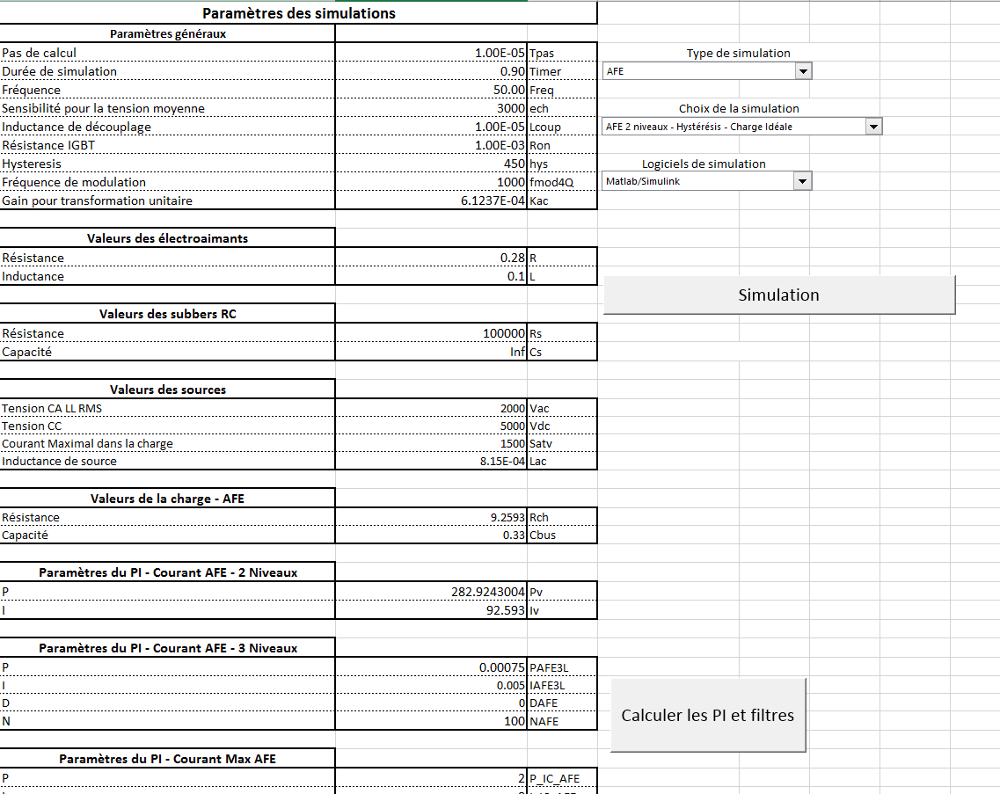 Paramètres des simulations
Paramètres généraux
Pas de calcul 1.00E-05 Tpas Type de simulation
Durée de simulation 0.90 Timer AFE
Fréquence 50.00 Freq
Sensibilité pour la tension moyenne 3000 ech Choix de la simulation
Inductance de découplage 1.00E-05 Lcoup AFE 2 niveaux - Hystérésis - Charge Idéale
Résistance IGBT 1.00E-03 Ron
Hysteresis 450 hys Logiciels de simulation
Fréquence de modulation 1000 fmod4Q Matlab/Simulink
Gain pour transformation unitaire 6.1237E-04 Kac
Valeurs des électroaimants
Résistance 0.28 R
Inductance 0.1 L
Simulation
Valeurs des subbers RC
Résistance 100000 Rs
Capacité Inf Cs
Valeurs des sources
Tension CA LL RMS 2000 Vac
Tension CC 5000 Vdc
Courant Maximal dans la charge 1500 Satv
Inductance de source 8.15E-04 Lac
Valeurs de la charge - AFE
Résistance 9.2593 Rch
Capacité 0.33 Cbus
Paramètres du PI - Courant AFE - 2 Niveaux
P 282.9243004 Pv
I 92.593 Iv
Paramètres du PI - Courant AFE - 3 Niveaux
P 0.00075 PAFE3L
I 0.005 IAFE3L
D 0 DAFE
N 100 NAFE
Calculer les PI et filtres
Paramètres du PI - Courant Max AFE
P 2 P_IC_AFE